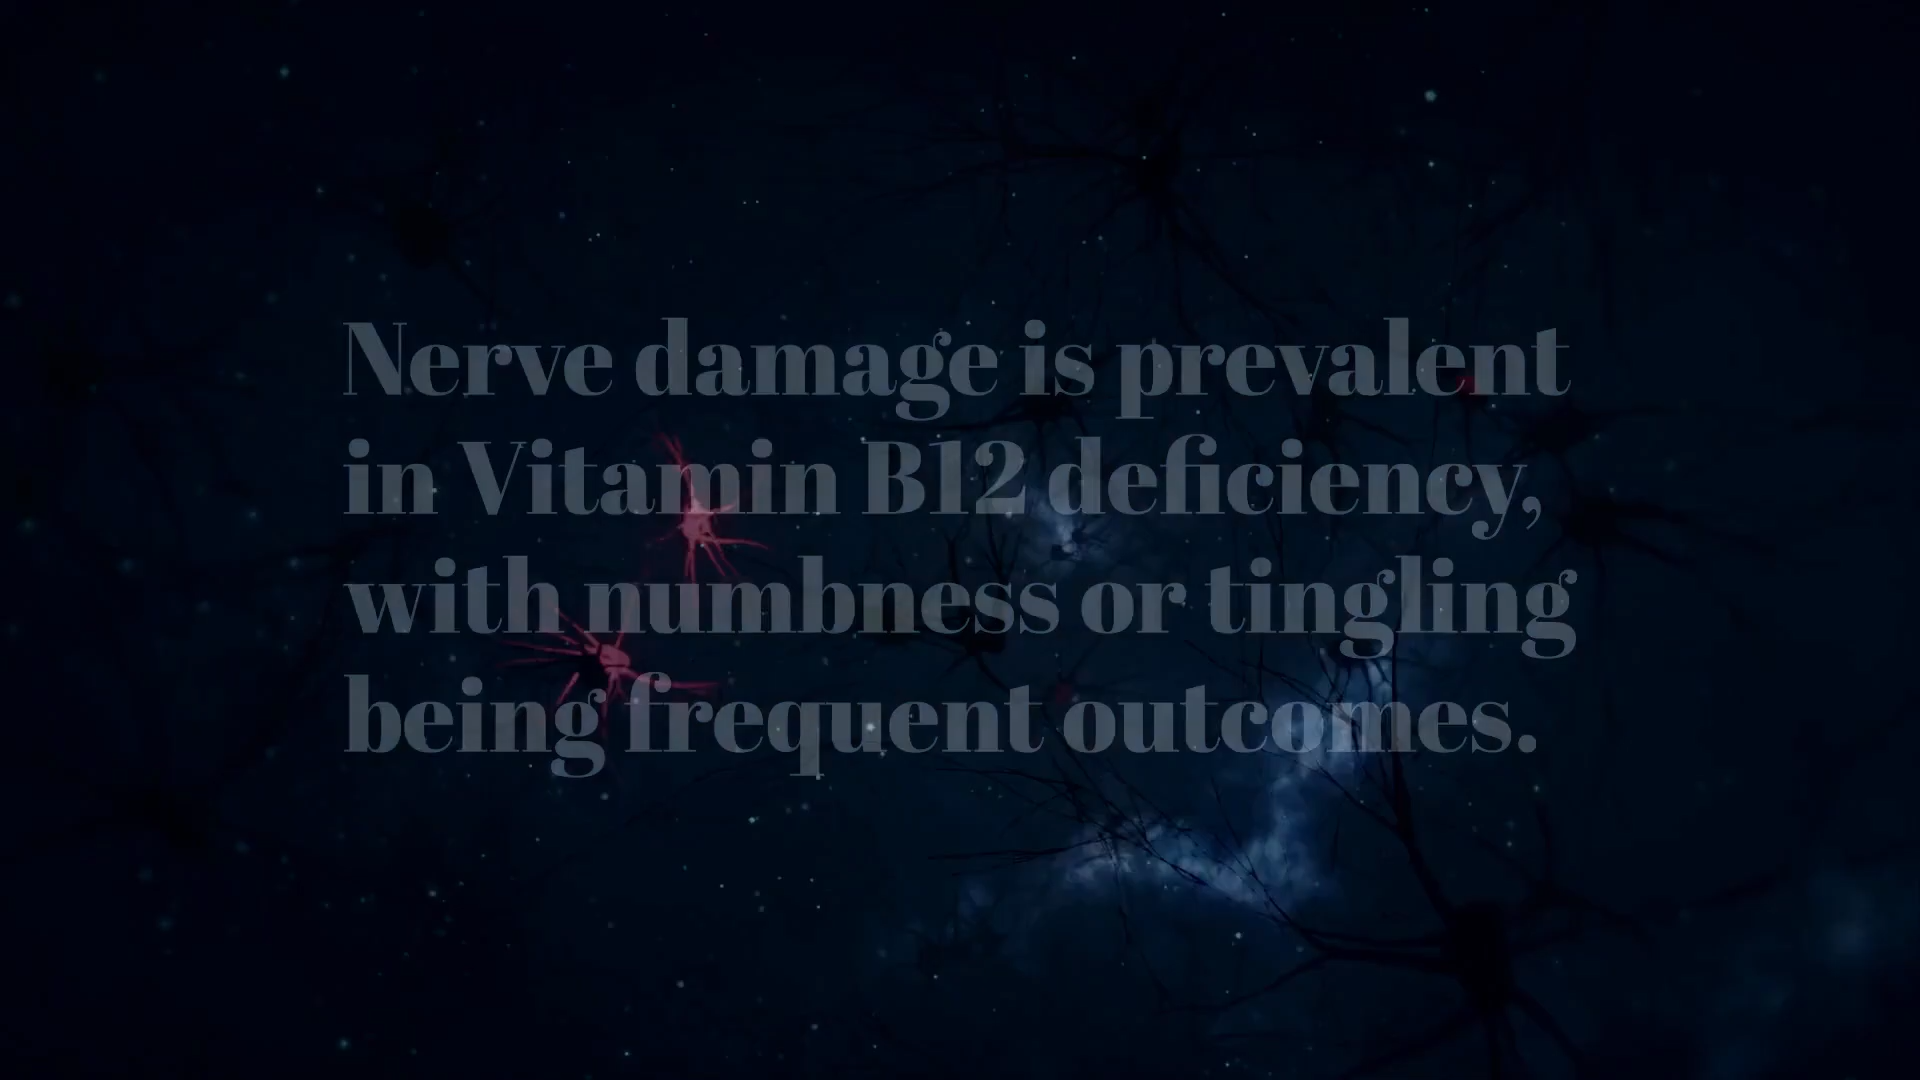 Nerve damage is prevalent
in Vitamin B12 deficiency,
with numbness or tingling
being frequent outcomes.